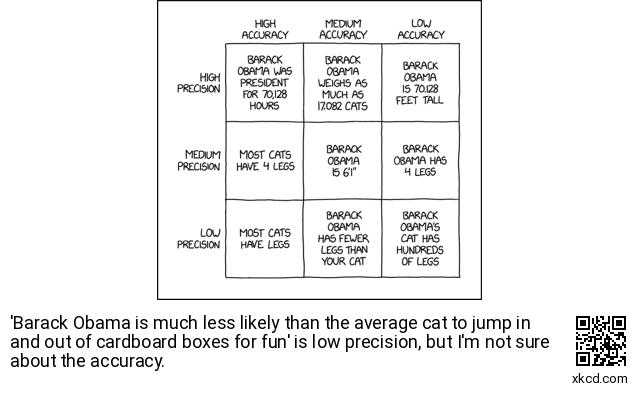 HIGH ACCURACY
MEDIUM ACCURACY
LOW ACCURACY
HIGH PRECISION
BARACK
OBAMA WAS
PRESIDENT
FOR 70,128
HOURS
BARACK
OBAMA
WEIGHS AS
MUCH AS
17.082 CATS
BARACK
OBAMA
IS 70.128
FEET TALL
MEDIUM PRECISION
MOST CATS
HAVE 4 LEGS
BARACK
OBAMA
IS 6'1"
BARACK
OBAMA HAS
4 LEGS
LOW PRECISION
MOST CATS
HAVE LEGS
BARACK
OBAMA
HAS FEWER
LEGS THAN
YOUR CAT
BARACK
OBAMA'S
CAT HAS
HUNDREDS
OF LEGS
'Barack Obama is much less likely than the average cat to jump in
and out of cardboard boxes for fun' is low precision, but I'm not sure
about the accuracy.
xkcd.com